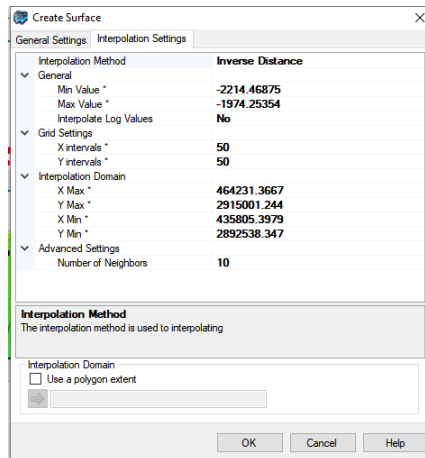 Create Surface
General Settings Interpolation Settings
Interpolation Method Inverse Distance
General
Min Value * -2214.46875
Max Value * -1974.25354
Interpolate Log Values No
Grid Settings
X intervals * 50
Y intervals * 50
Interpolation Domain
X Max * 464231.3667
Y Max * 2915001.244
X Min * 435805.3979
Y Min * 2892538.347
Advanced Settings
Number of Neighbors 10
Interpolation Method
The interpolation method is used to interpolating
Interpolation Domain
Use a polygon extent
OK Cancel Help